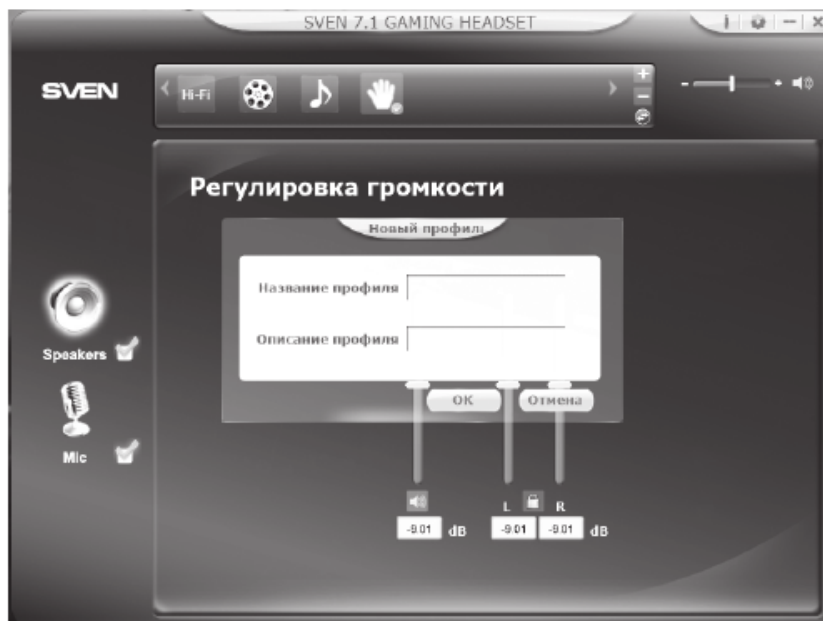 SVEN 7.1 GAMING HEADSET
SVEN
Hi-Fi
Регулировка громкости
Новый профиль
Название профиля
Описание профиля
OK
Отмена
Speakers
Mic
L R
-9.01 dB -9.01 -9.01 dB